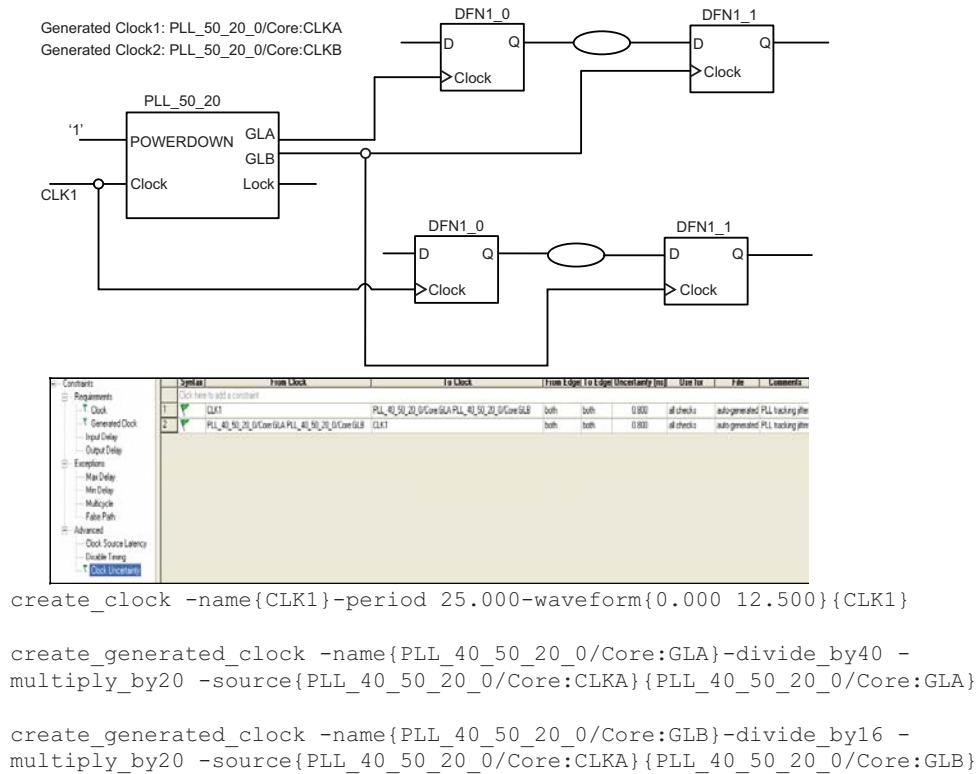 Generated Clock1: PLL_50_20_0/Core:CLKA
Generated Clock2: PLL_50_20_0/Core:CLKB
DFN1_0
D
Q
Clock
DFN1_1
D
Q
Clock
PLL_50_20
'1'
POWERDOWN
GLA
GLB
Clock
Lock
CLK1
DFN1_0
D
Q
Clock
DFN1_1
D
Q
Clock
Constraints
Requirements
Clock
Generated Clock
Input Delay
Output Delay
Exceptions
Max Delay
Min Delay
Multicycle
False Path
Advanced
Clock Source Latency
Disable Timing
Clock Uncertainty
Syntax From Clock To Clock From Edge To Edge Uncertainty (ns) Use for File Comments
Click here to add a constraint
1 CLK1 PLL_40_50_20_0/Core:GLA PLL_40_50_20_0/Core:GLB both both 0.800 all checks auto-generated PLL tracking jitter
2 PLL_40_50_20_0/Core:GLA PLL_40_50_20_0/Core:GLB CLK1 both both 0.800 all checks auto-generated PLL tracking jitter
create_clock -name{CLK1}-period 25.000-waveform{0.000 12.500}{CLK1}
create_generated_clock -name{PLL_40_50_20_0/Core:GLA}-divide_by40 -
multiply_by20 -source{PLL_40_50_20_0/Core:CLKA}{PLL_40_50_20_0/Core:GLA}
create_generated_clock -name{PLL_40_50_20_0/Core:GLB}-divide_by16 -
multiply_by20 -source{PLL_40_50_20_0/Core:CLKA}{PLL_40_50_20_0/Core:GLB}